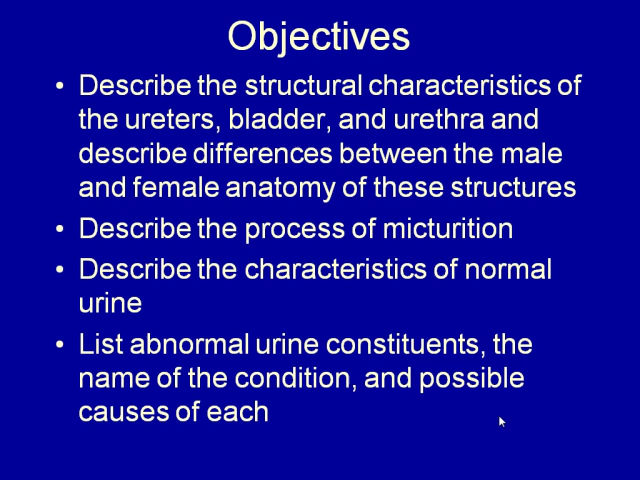 Objectives
• Describe the structural characteristics of
the ureters, bladder, and urethra and
describe differences between the male
and female anatomy of these structures
• Describe the process of micturition
• Describe the characteristics of normal
urine
• List abnormal urine constituents, the
name of the condition, and possible
causes of each